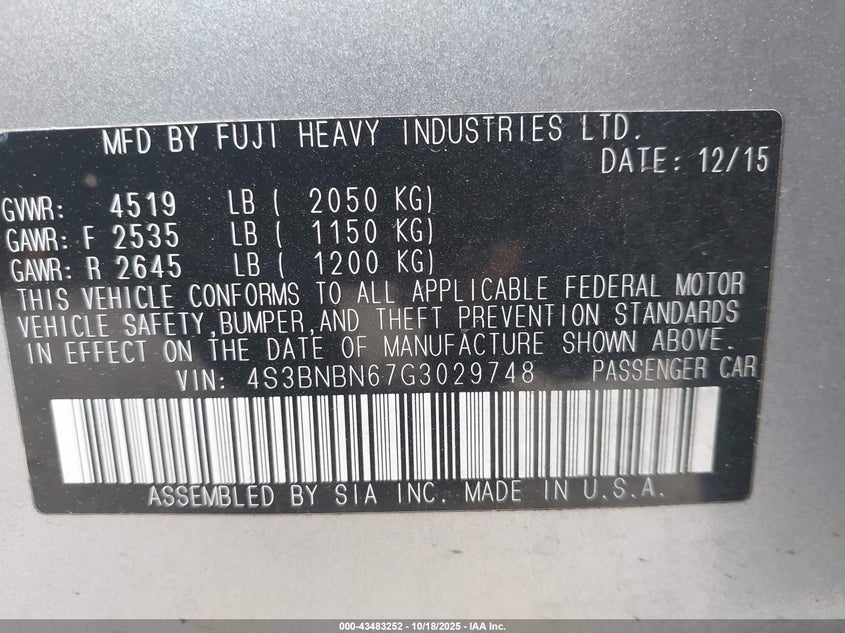 MFD BY FUJI HEAVY INDUSTRIES LTD.
DATE: 12/15
GVWR: 4519 LB ( 2050 KG)
GAWR: F 2535 LB ( 1150 KG)
GAWR: R 2645 LB ( 1200 KG)
THIS VEHICLE CONFORMS TO ALL APPLICABLE FEDERAL MOTOR
VEHICLE SAFETY,BUMPER,AND THEFT PREVENTION STANDARDS
IN EFFECT ON THE DATE OF MANUFACTURE SHOWN ABOVE.
VIN: 4S3BNBN67G3029748 PASSENGER CAR
ASSEMBLED BY SIA INC. MADE IN U.S.A.
000-43483252 - 10/18/2025 - IAA Inc.